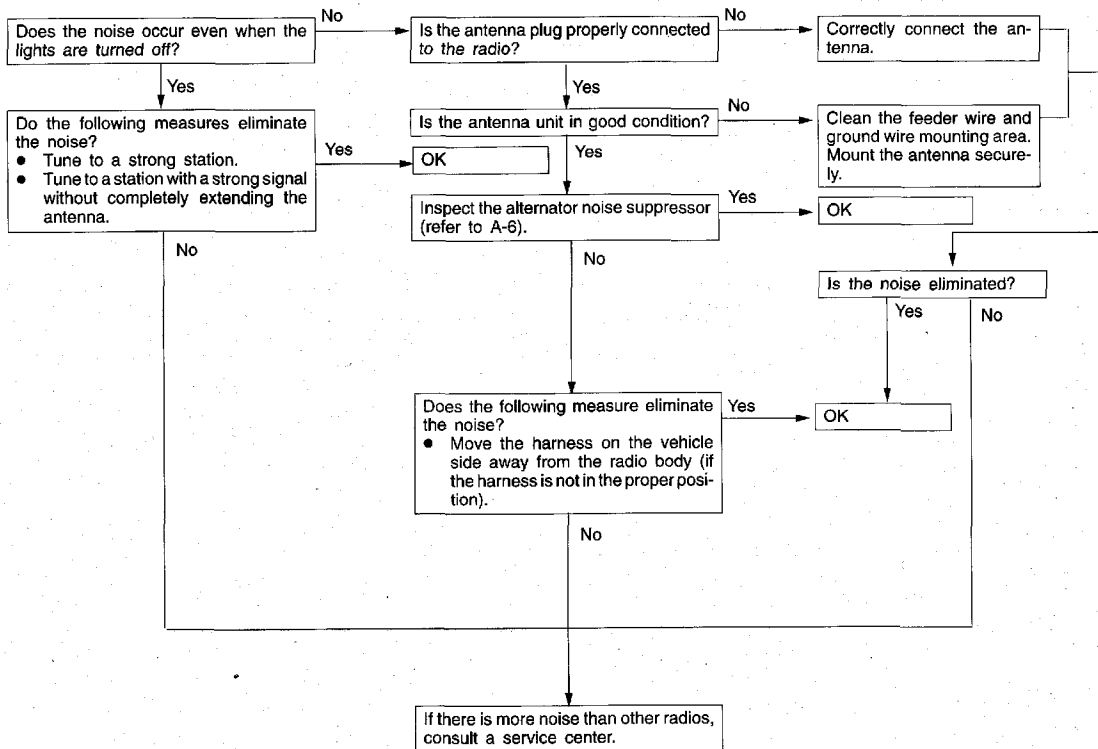 No
No
Does the noise occur even when the
lights are turned off?
Is the antenna plug properly connected
to the radio?
Correctly connect the an-
tenna.
Yes
Yes
No
Do the following measures eliminate
the noise?
● Tune to a strong station.
● Tune to a station with a strong signal
without completely extending the
antenna.
Yes
OK
Is the antenna unit in good condition?
Clean the feeder wire and
ground wire mounting area.
Mount the antenna secure-
ly.
Yes
Inspect the alternator noise suppressor
(refer to A-6).
Yes
OK
No
No
Is the noise eliminated?
Yes
No
Does the following measure eliminate
the noise?
● Move the harness on the vehicle
side away from the radio body (if
the harness is not in the proper posi-
tion).
Yes
OK
No
If there is more noise than other radios,
consult a service center.